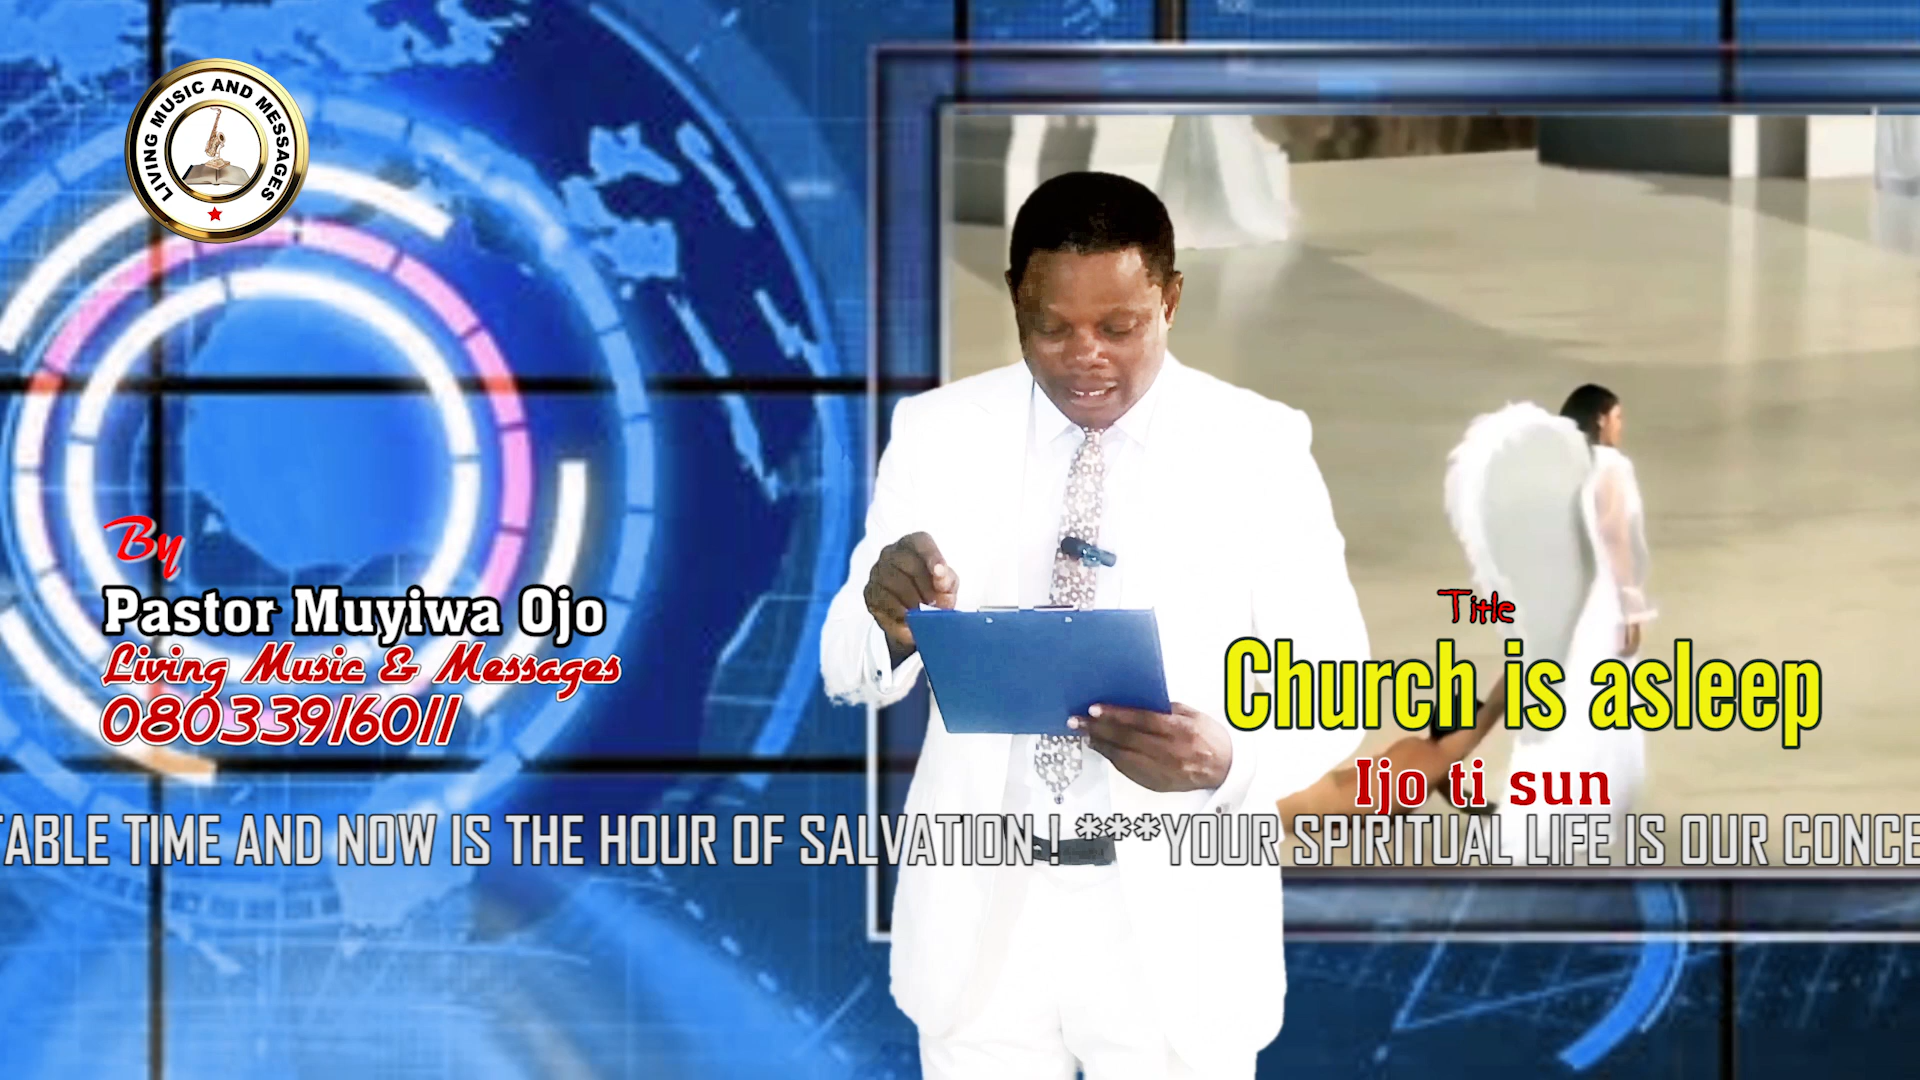 LIVING MUSIC AND MESSAGES
By
Pastor Muyiwa Ojo
Living Music & Messages
08033916011
Title
Church is asleep
Ijo ti sun
TABLE TIME AND NOW IS THE HOUR OF SALVATION ! ***YOUR SPIRITUAL LIFE IS OUR CONCE